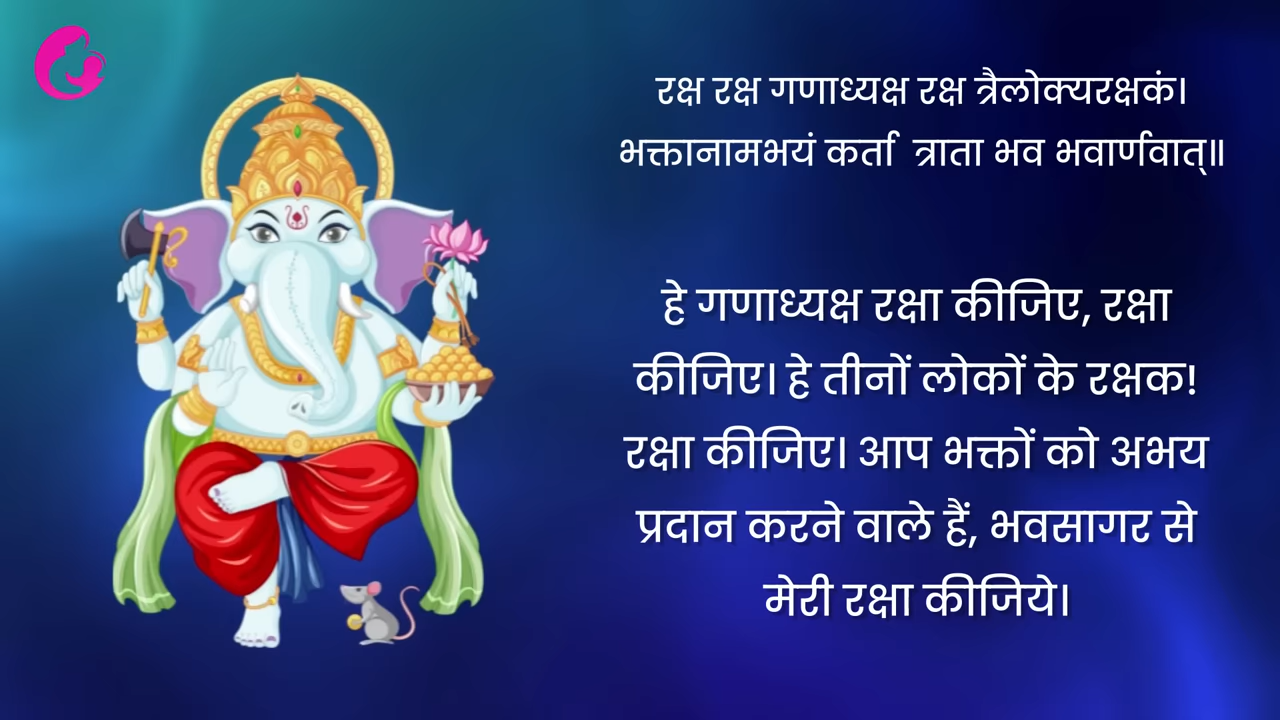 रक्ष रक्ष गणाध्यक्ष रक्ष त्रैलोक्यरक्षकं।
भक्तानामभयं कर्ता त्राता भव भवार्णवात्॥
हे गणाध्यक्ष रक्षा कीजिए, रक्षा
कीजिए। हे तीनों लोकों के रक्षक!
रक्षा कीजिए। आप भक्तों को अभय
प्रदान करने वाले हैं, भवसागर से
मेरी रक्षा कीजिये।